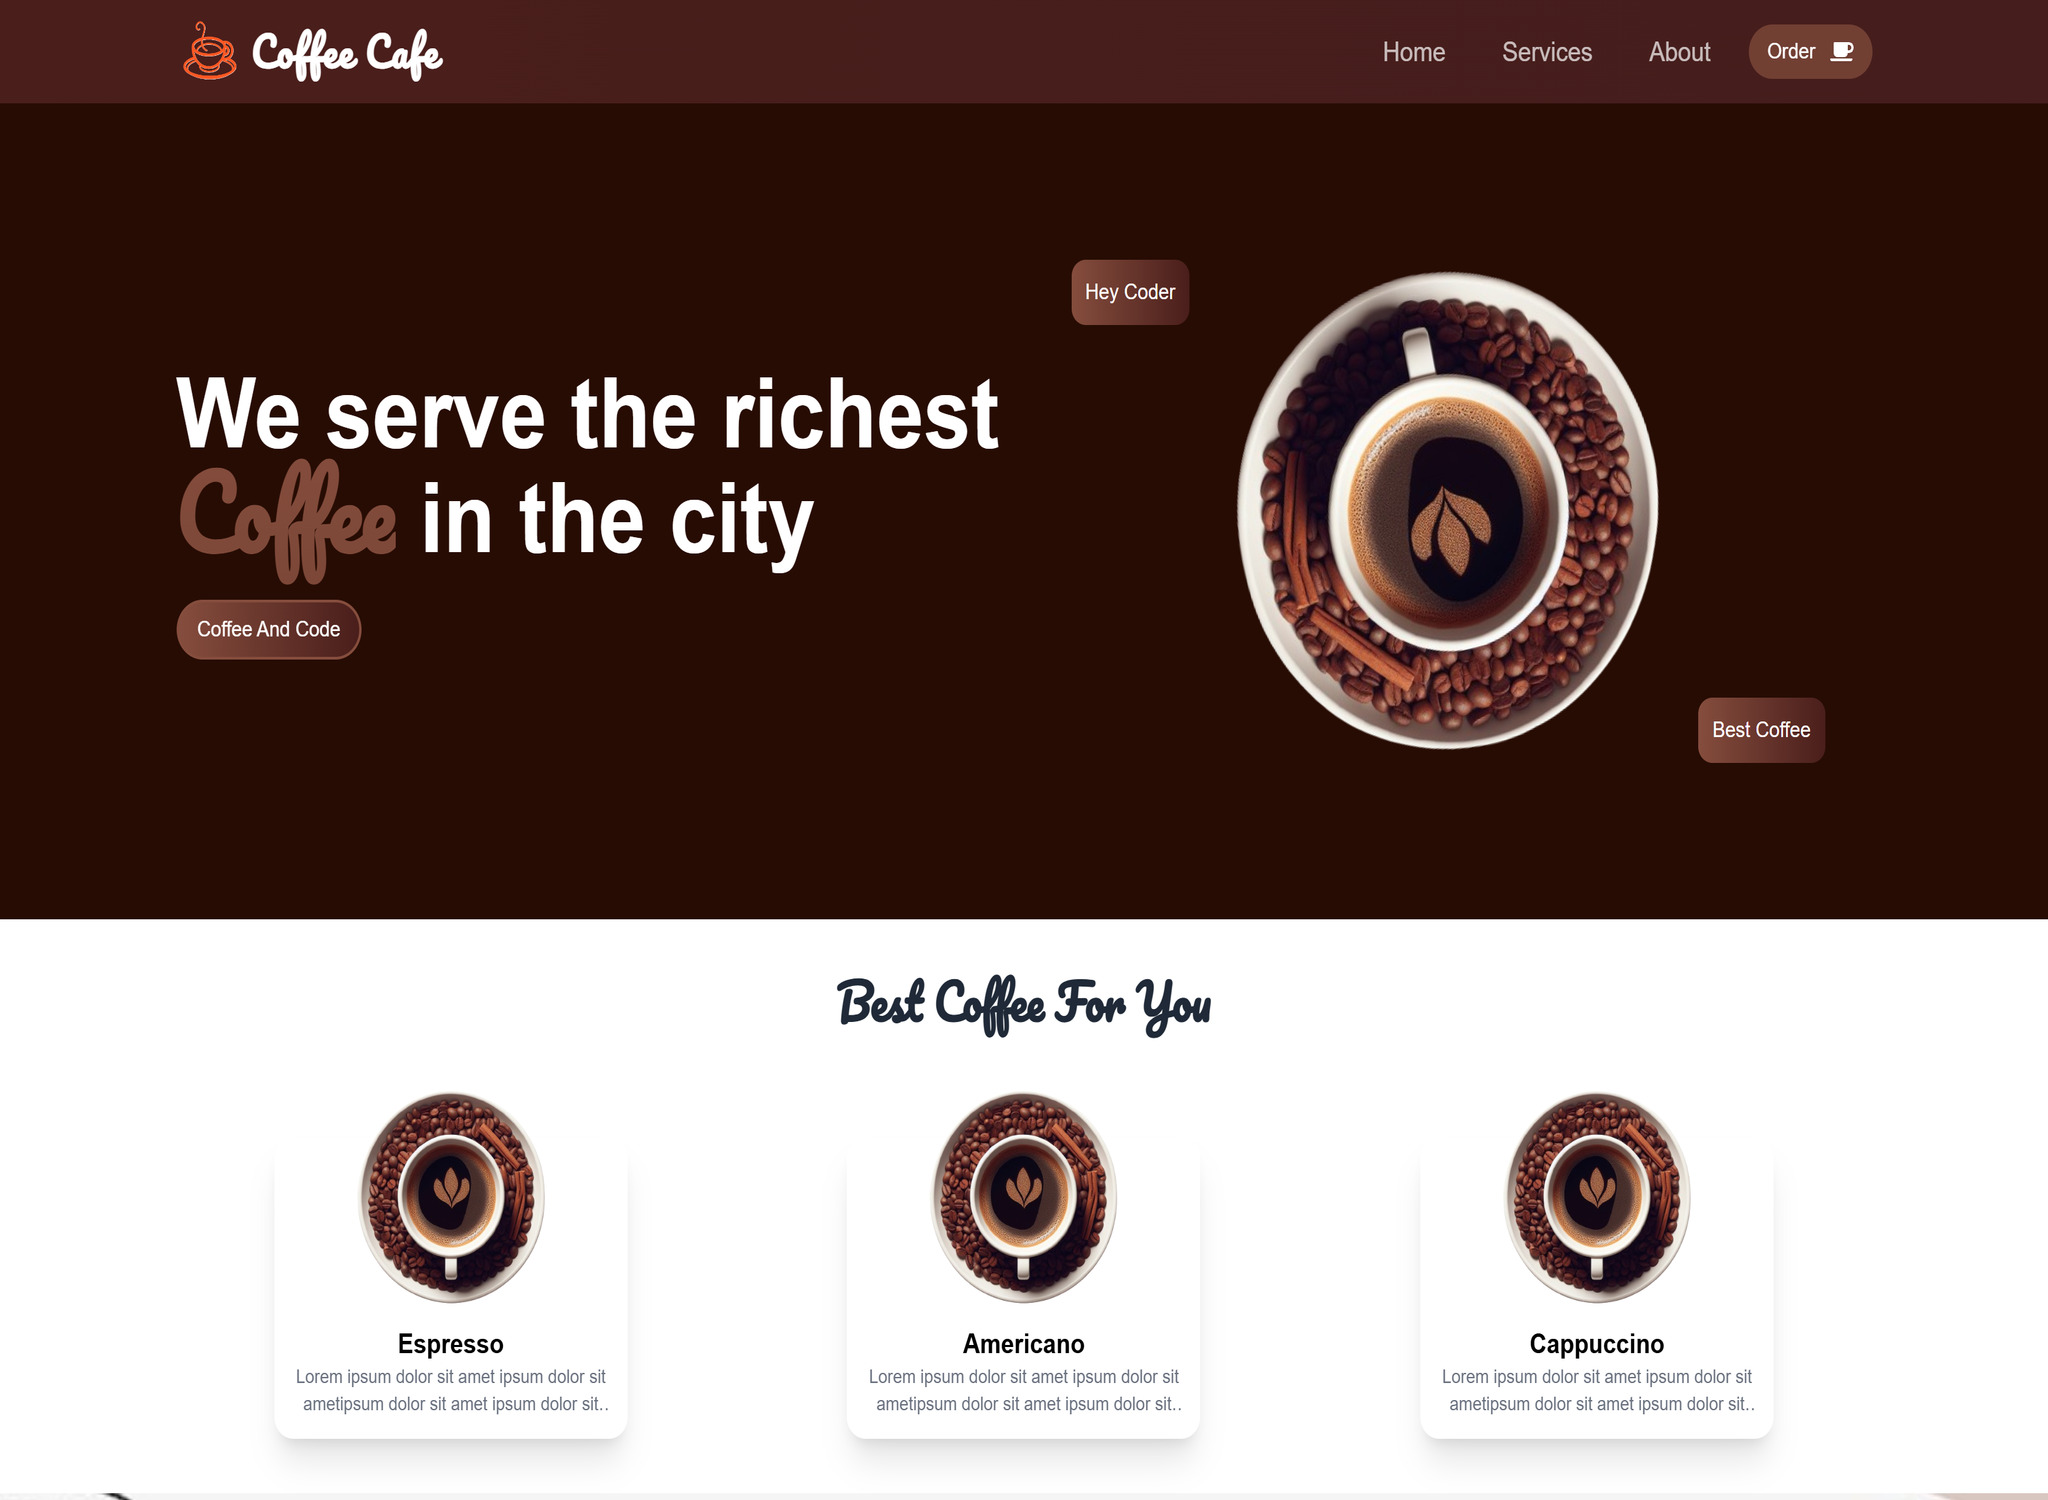 Coffee Cafe
Home
Services
About
Order
Hey Coder
We serve the richest
Coffee in the city
Coffee And Code
Best Coffee
Best Coffee For You
Espresso
Lorem ipsum dolor sit amet ipsum dolor sit
ametipsum dolor sit amet ipsum dolor sit..
Americano
Lorem ipsum dolor sit amet ipsum dolor sit
ametipsum dolor sit amet ipsum dolor sit..
Cappuccino
Lorem ipsum dolor sit amet ipsum dolor sit
ametipsum dolor sit amet ipsum dolor sit..